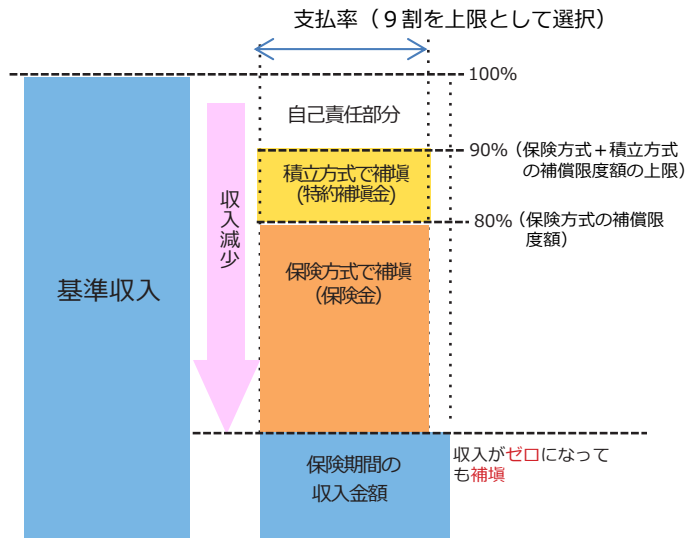 支払率（９割を上限として選択）
100%
自己責任部分
90%（保険方式＋積立方式
の補償限度額の上限）
積立方式で補塡
(特約補塡金)
80%（保険方式の補償限
度額）
収入減少
保険方式で補塡
（保険金）
基準収入
保険期間の
収入金額
収入がゼロになって
も補塡